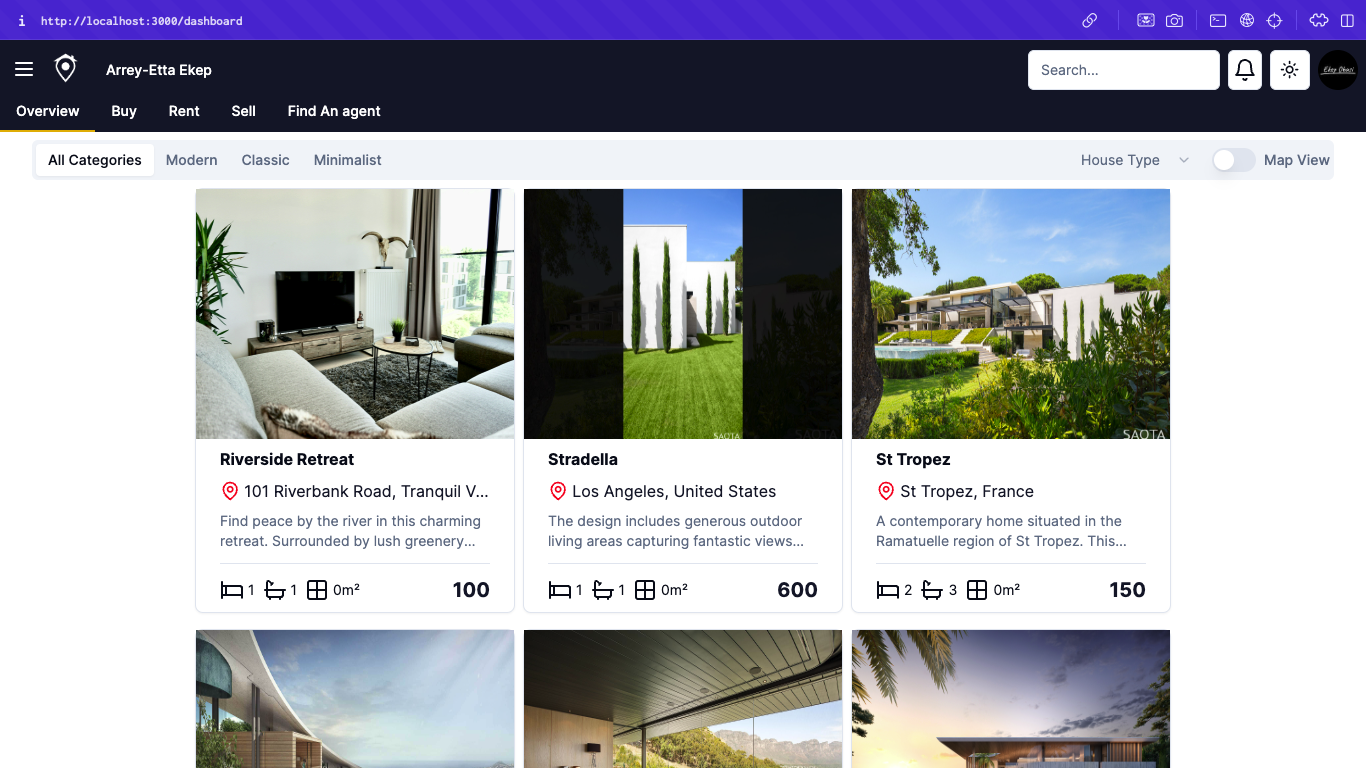 http://localhost:3000/dashboard
Arrey-Etta Ekep
Search...
Overview Buy Rent Sell Find An agent
All Categories Modern Classic Minimalist House Type Map View
SAOTA
SAOTA
Riverside Retreat
101 Riverbank Road, Tranquil V...
Find peace by the river in this charming
retreat. Surrounded by lush greenery...
1 1 0m² 100
Stradella
Los Angeles, United States
The design includes generous outdoor
living areas capturing fantastic views...
1 1 0m² 600
St Tropez
St Tropez, France
A contemporary home situated in the
Ramatuelle region of St Tropez. This...
2 3 0m² 150